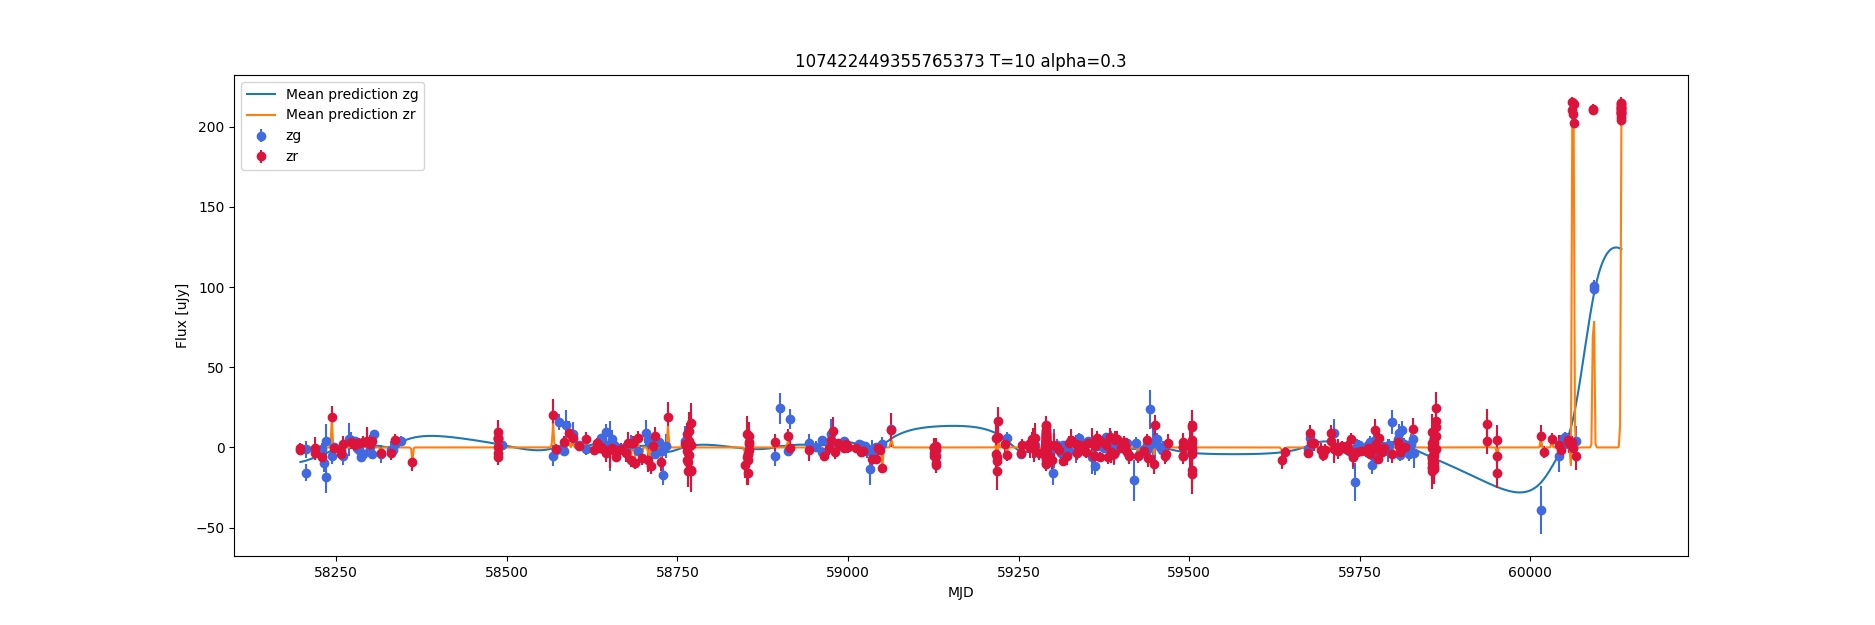 107422449355765373 T=10 alpha=0.3
Mean prediction zg
Mean prediction zr
zg
zr
Flux [uJy]
200
150
100
50
0
−50
58250 58500 58750 59000 59250 59500 59750 60000
MJD